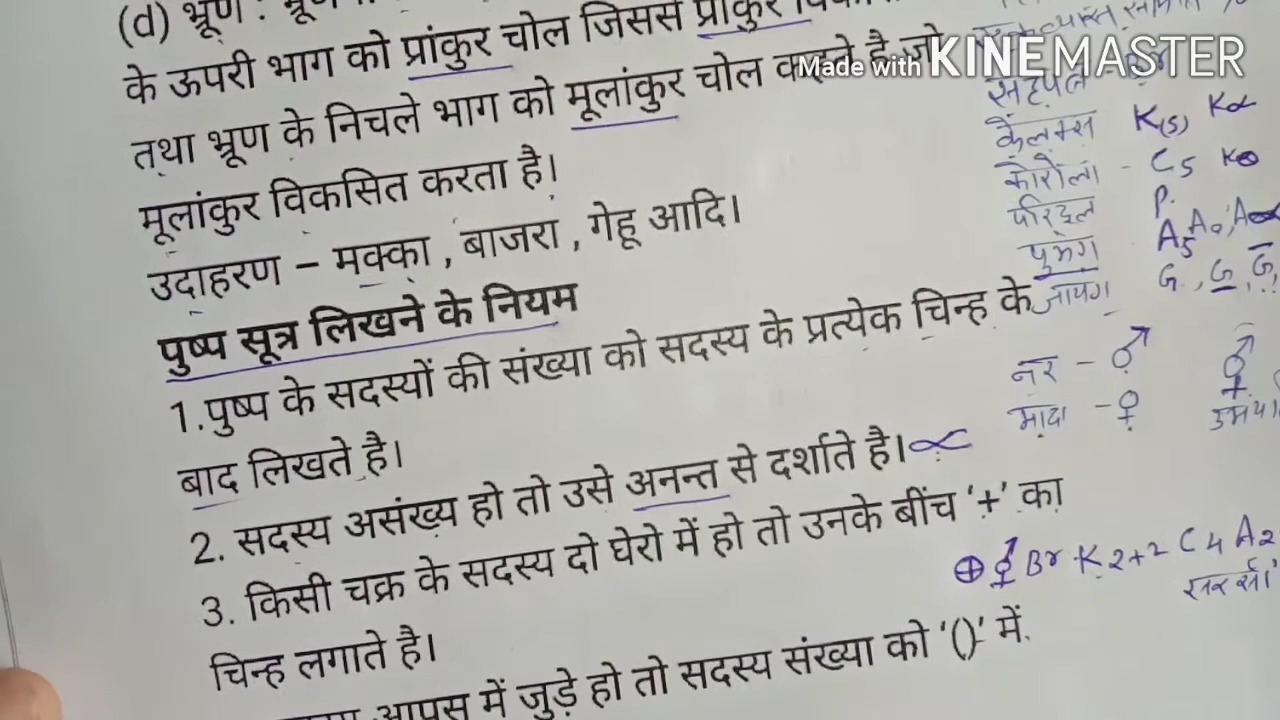 (d) भ्रूण :
के ऊपरी भाग को प्रांकुर चोल जिससे प्रांकुर
तथा भ्रूण के निचले भाग को मूलांकुर चोल कहते है जो
मूलांकुर विकसित करता है।
उदाहरण – मक्का , बाजरा , गेहू आदि।
पुष्प सूत्र लिखने के नियम
1.पुष्प के सदस्यों की संख्या को सदस्य के प्रत्येक चिन्ह के
बाद लिखते है।
2. सदस्य असंख्य हो तो उसे अनन्त से दर्शाते है। ∝
3. किसी चक्र के सदस्य दो घेरो में हो तो उनके बींच '+' का
चिन्ह लगाते है।
आपस में जुड़े हो तो सदस्य संख्या को '()' में
Made with KINEMASTER
कैलक्स K(5) K∝
कोरोला - C5
P.
पुमंग A5
जायांग G
नर - ♂
मादा - ♀
⊕ ⚥ Br K2+2 C4 A2
सरसों